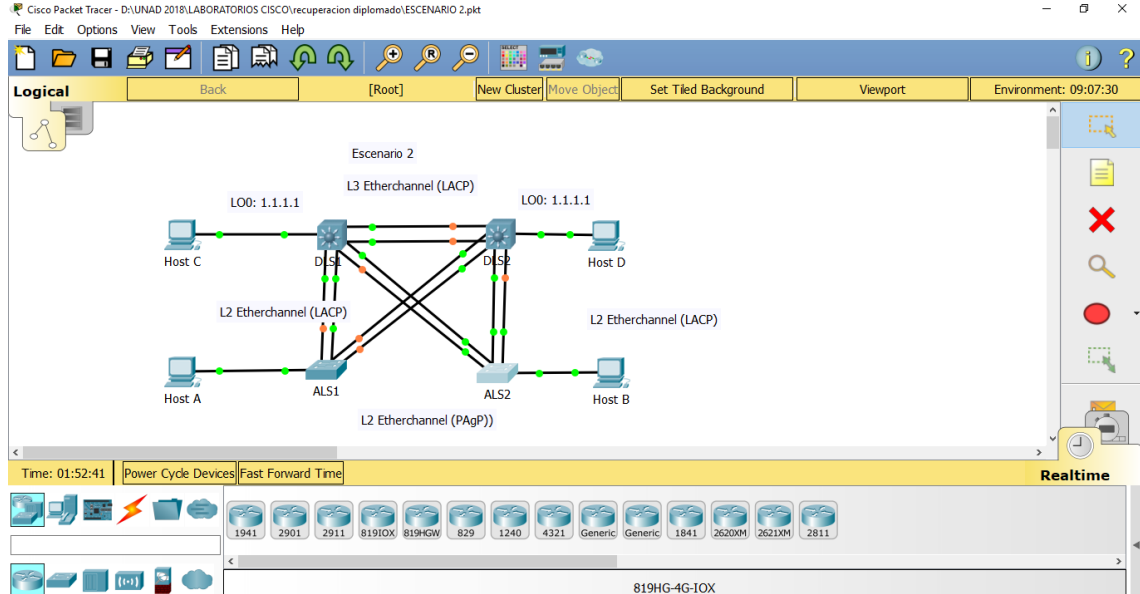 Cisco Packet Tracer - D:\UNAD 2018\LABORATORIOS CISCO\recuperacion diplomado\ESCENARIO 2.pkt
File Edit Options View Tools Extensions Help
Logical Back [Root] New Cluster Move Object Set Tiled Background Viewport Environment: 09:07:30
Escenario 2
L3 Etherchannel (LACP)
LO0: 1.1.1.1 LO0: 1.1.1.1
Host C DLS1 DLS2 Host D
L2 Etherchannel (LACP) L2 Etherchannel (LACP)
Host A ALS1 ALS2 Host B
L2 Etherchannel (PAgP))
Time: 01:52:41 Power Cycle Devices Fast Forward Time Realtime
1941 2901 2911 819IOX 819HGW 829 1240 4321 Generic Generic 1841 2620XM 2621XM 2811
819HG-4G-IOX